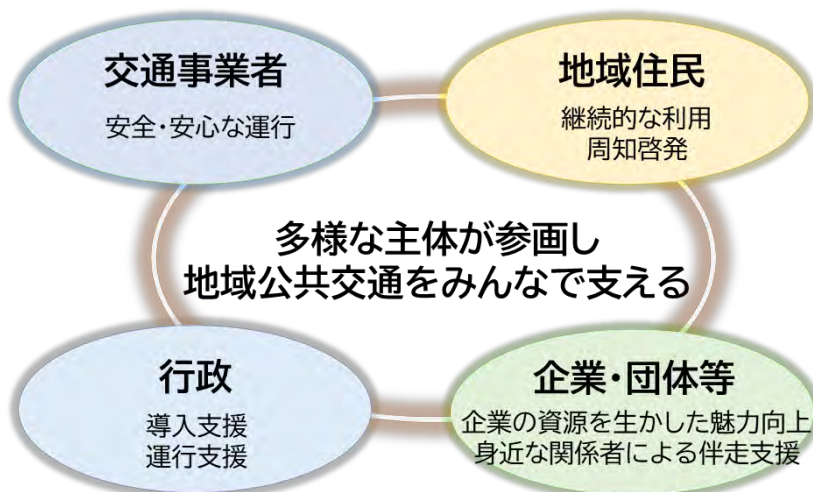 交通事業者
安全・安心な運行
地域住民
継続的な利用
周知啓発
多様な主体が参画し
地域公共交通をみんなで支える
行政
導入支援
運行支援
企業・団体等
企業の資源を生かした魅力向上
身近な関係者による伴走支援